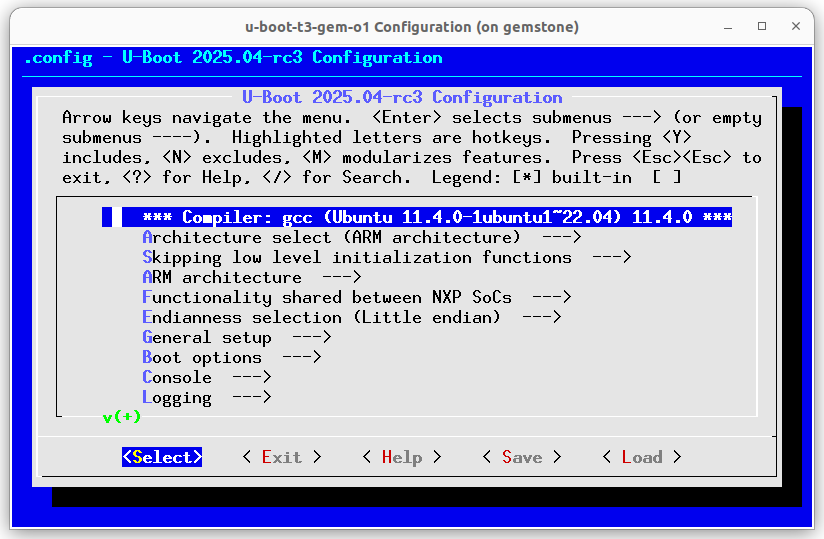 u-boot-t3-gem-o1 Configuration (on gemstone)
.config - U-Boot 2025.04-rc3 Configuration
U-Boot 2025.04-rc3 Configuration
Arrow keys navigate the menu.  <Enter> selects submenus ---> (or empty
submenus ----).  Highlighted letters are hotkeys.  Pressing <Y>
includes, <N> excludes, <M> modularizes features.  Press <Esc><Esc> to
exit, <?> for Help, </> for Search.  Legend: [*] built-in  [ ]
*** Compiler: gcc (Ubuntu 11.4.0-1ubuntu1~22.04) 11.4.0 ***
Architecture select (ARM architecture)  --->
Skipping low level initialization functions  --->
ARM architecture  --->
Functionality shared between NXP SoCs  --->
Endianness selection (Little endian)  --->
General setup  --->
Boot options  --->
Console  --->
Logging  --->
v(+)
<Select>    < Exit >    < Help >    < Save >    < Load >